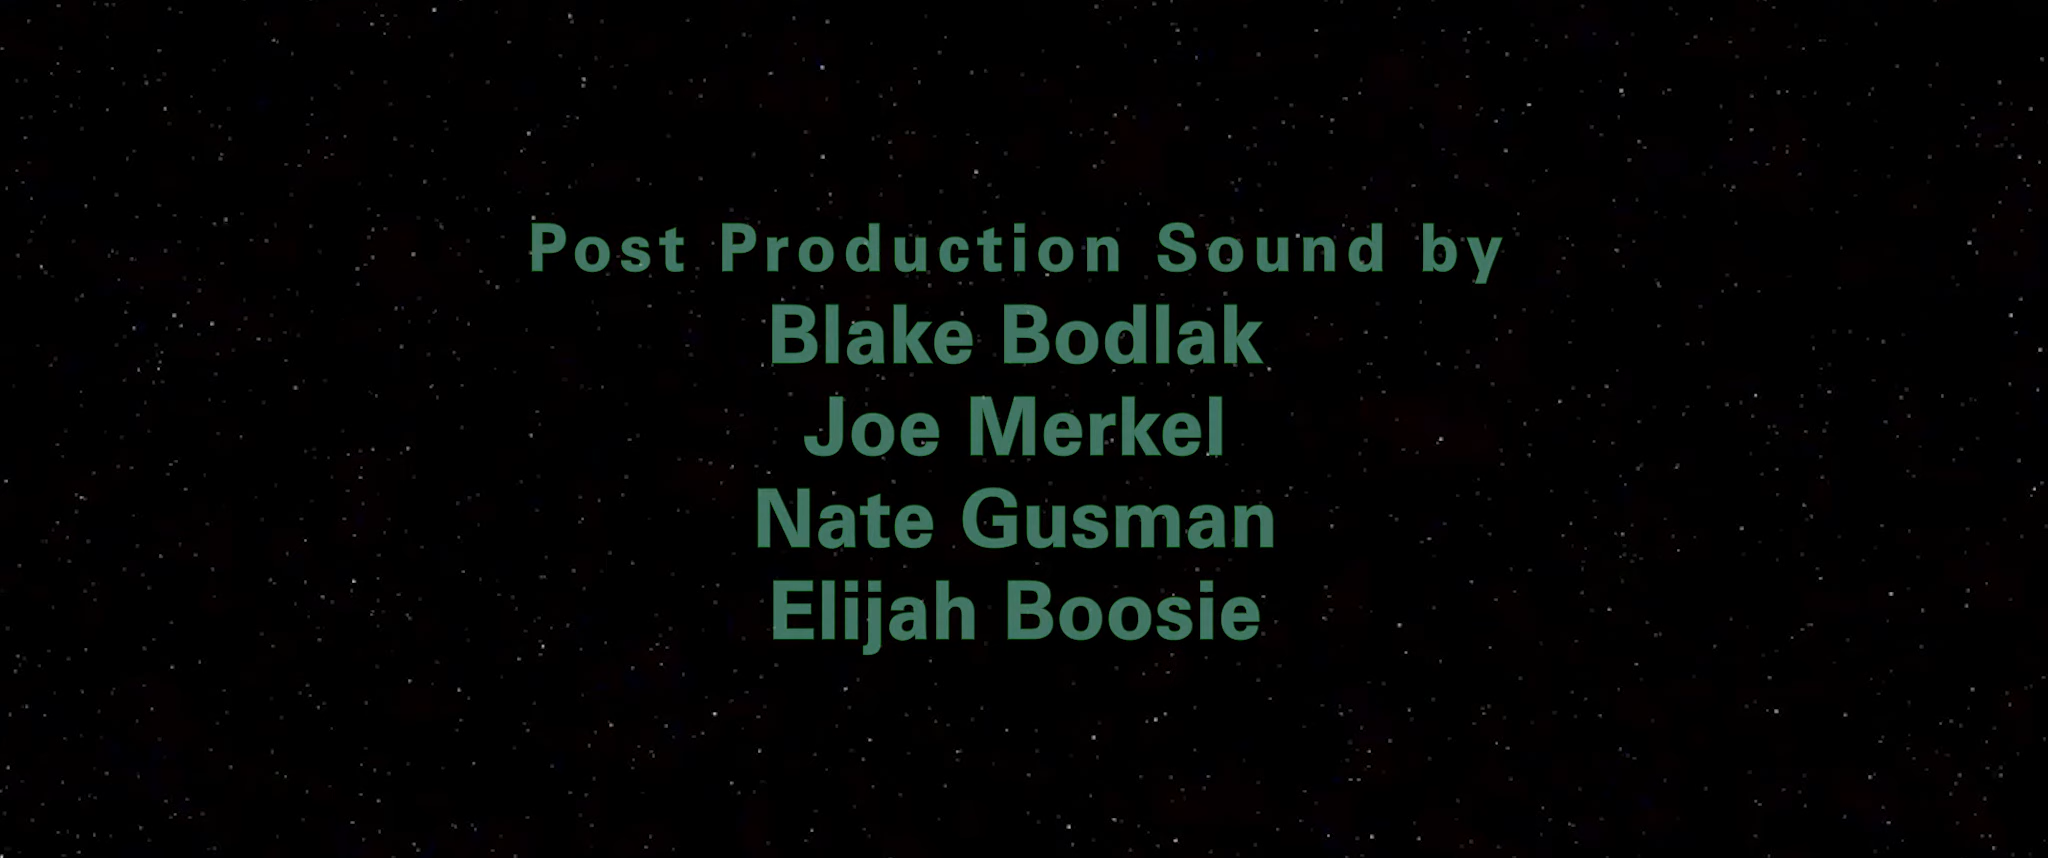 Post Production Sound by
Blake Bodlak
Joe Merkel
Nate Gusman
Elijah Boosie